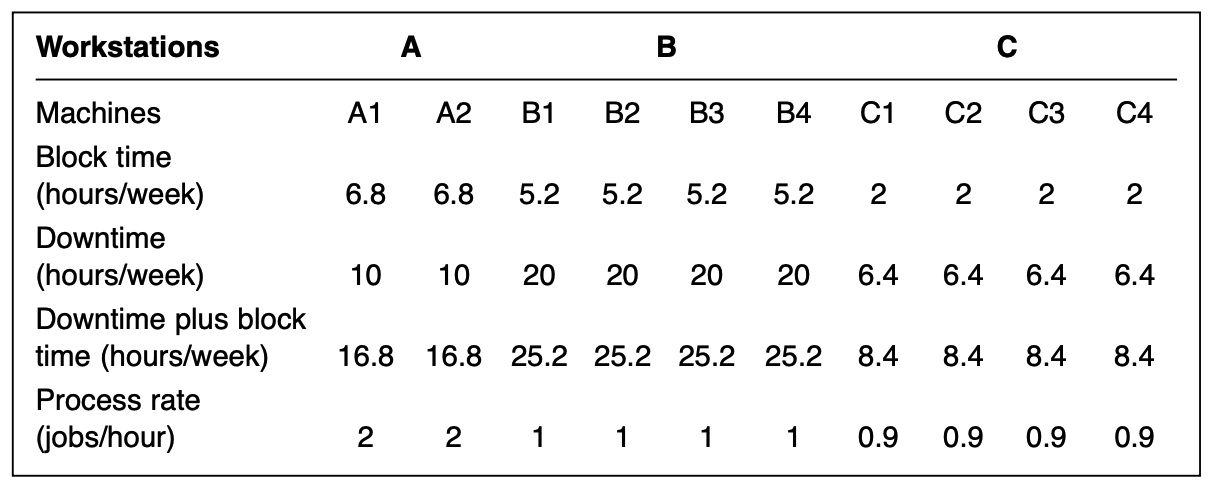 Workstations A B C
Machines A1 A2 B1 B2 B3 B4 C1 C2 C3 C4
Block time
(hours/week) 6.8 6.8 5.2 5.2 5.2 5.2 2 2 2 2
Downtime
(hours/week) 10 10 20 20 20 20 6.4 6.4 6.4 6.4
Downtime plus block
time (hours/week) 16.8 16.8 25.2 25.2 25.2 25.2 8.4 8.4 8.4 8.4
Process rate
(jobs/hour) 2 2 1 1 1 1 0.9 0.9 0.9 0.9